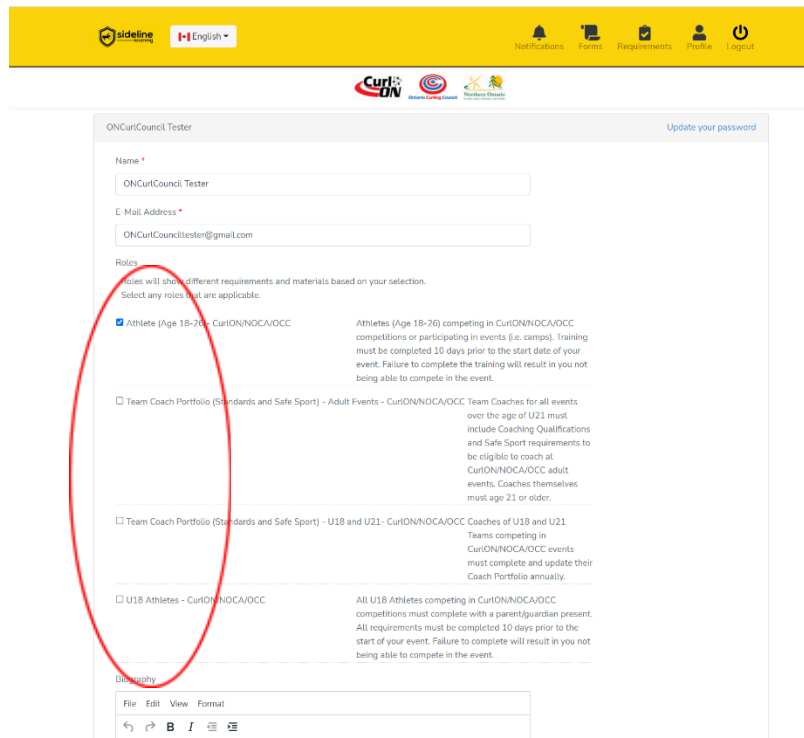 sideline
learning
English
Notifications Forms Requirements Profile Logout
Curl
ON
Ontario Curling Council
Northern Ontario
ONCurlCouncil Tester
Update your password
Name *
ONCurlCouncil Tester
E-Mail Address *
ONCurlCounciltester@gmail.com
Roles
Roles will show different requirements and materials based on your selection.
Select any roles that are applicable.
Athlete (Age 18-26) - CurlON/NOCA/OCC
Athletes (Age 18-26) competing in CurlON/NOCA/OCC
competitions or participating in events (i.e. camps). Training
must be completed 10 days prior to the start date of your
event. Failure to complete the training will result in you not
being able to compete in the event.
Team Coach Portfolio (Standards and Safe Sport) - Adult Events - CurlON/NOCA/OCC
Team Coaches for all events
over the age of U21 must
include Coaching Qualifications
and Safe Sport requirements to
be eligible to coach at
CurlON/NOCA/OCC adult
events. Coaches themselves
must age 21 or older.
Team Coach Portfolio (Standards and Safe Sport) - U18 and U21- CurlON/NOCA/OCC
Coaches of U18 and U21
Teams competing in
CurlON/NOCA/OCC events
must complete and update their
Coach Portfolio annually.
U18 Athletes - CurlON/NOCA/OCC
All U18 Athletes competing in CurlON/NOCA/OCC
competitions must complete with a parent/guardian present.
All requirements must be completed 10 days prior to the
start of your event. Failure to complete will result in you not
being able to compete in the event.
Biography
File Edit View Format
B I